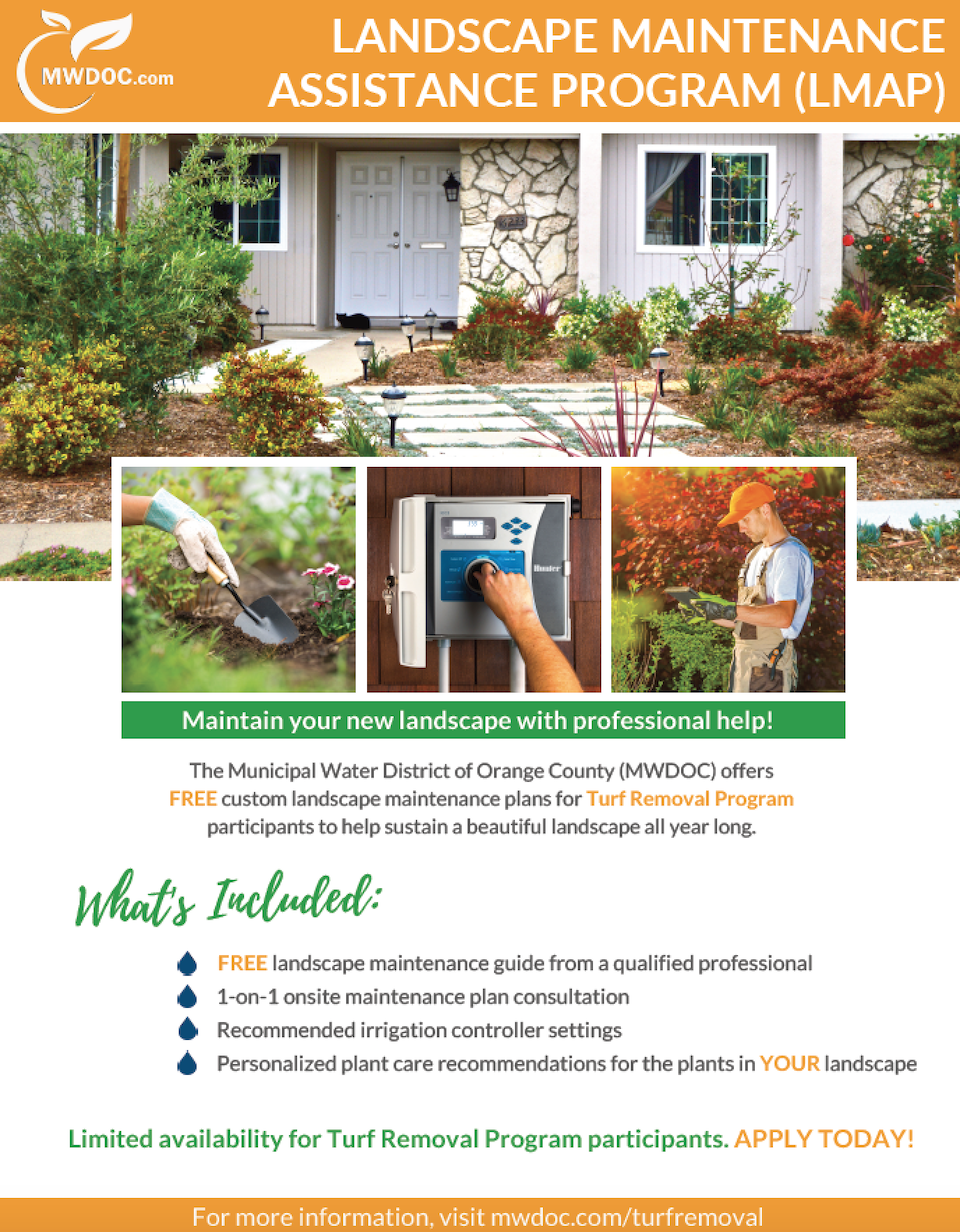 MWDOC.com
LANDSCAPE MAINTENANCE
ASSISTANCE PROGRAM (LMAP)
Hunter
Maintain your new landscape with professional help!
The Municipal Water District of Orange County (MWDOC) offers
FREE custom landscape maintenance plans for Turf Removal Program
participants to help sustain a beautiful landscape all year long.
What's Included:
FREE landscape maintenance guide from a qualified professional
1-on-1 onsite maintenance plan consultation
Recommended irrigation controller settings
Personalized plant care recommendations for the plants in YOUR landscape
Limited availability for Turf Removal Program participants. APPLY TODAY!
For more information, visit mwdoc.com/turfremoval